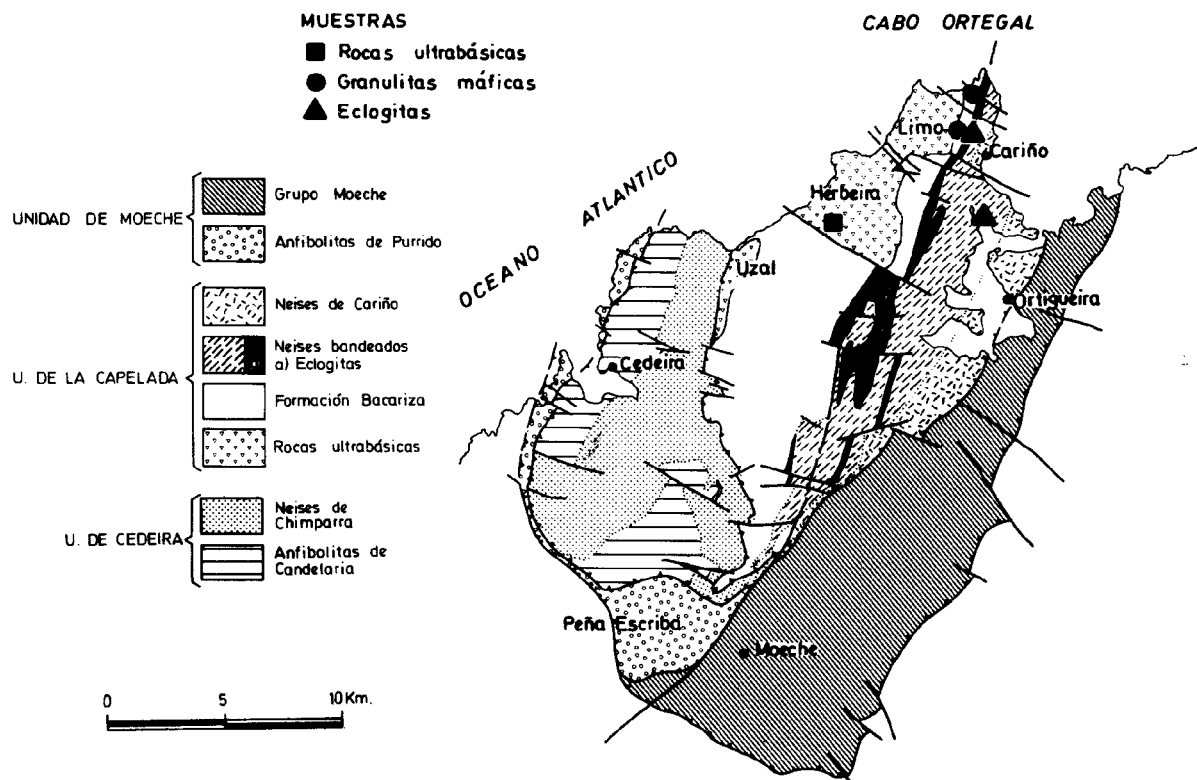 MUESTRAS
Rocas ultrabásicas
Granulitas máficas
Eclogitas
CABO ORTEGAL
UNIDAD DE MOECHE
Grupo Moeche
Anfibolitas de Purrido
U. DE LA CAPELADA
Neises de Cariño
Neises bandeados
a) Eclogitas
Formación Bacariza
Rocas ultrabásicas
U. DE CEDEIRA
Neises de
Chimparra
Anfibolitas de
Candelaria
OCEANO ATLANTICO
Limo
Cariño
Herbeira
Uzal
Ortigueira
Cedeira
Peña Escriba
Moeche
0 5 10 Km.